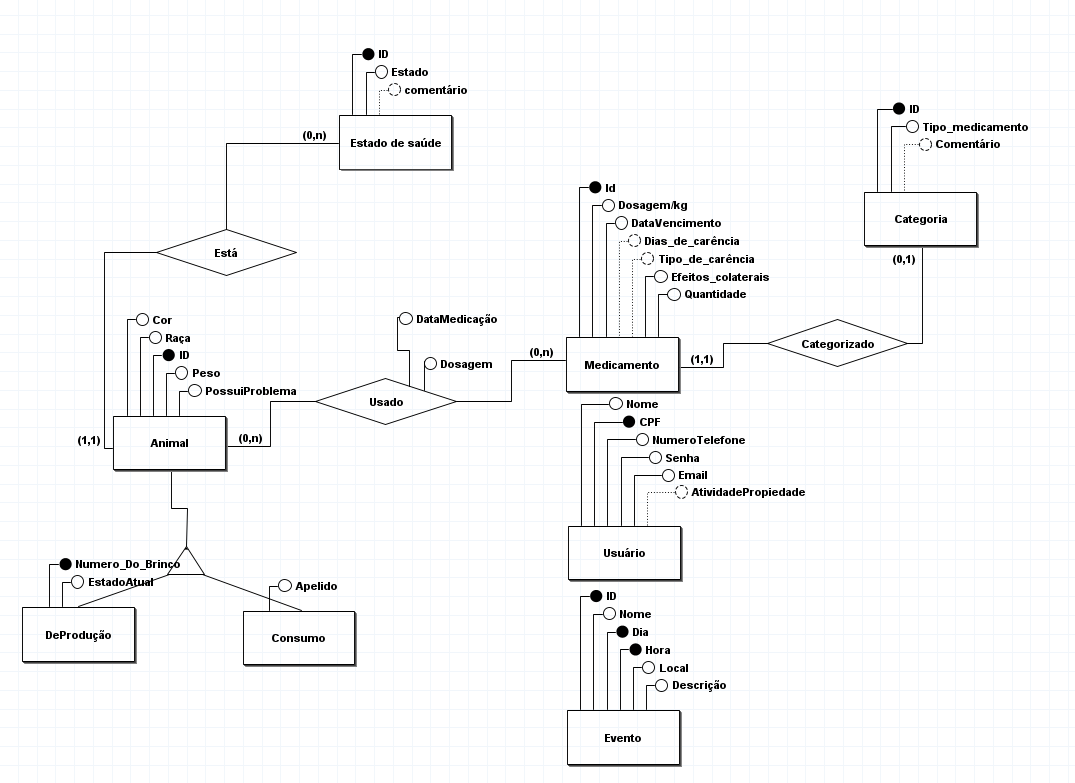 ID
Estado
comentário
(0,n)
Estado de saúde
ID
Tipo_medicamento
Comentário
Categoria
(0,1)
Está
Id
Dosagem/kg
DataVencimento
Dias_de_carência
Tipo_de_carência
Efeitos_colaterais
Quantidade
Medicamento
(0,n)
(1,1)
Categorizado
Cor
Raça
ID
Peso
PossuiProblema
Animal
(1,1)
(0,n)
DataMedicação
Dosagem
Usado
Nome
CPF
NumeroTelefone
Senha
Email
AtividadePropiedade
Usuário
Numero_Do_Brinco
EstadoAtual
DeProdução
Apelido
Consumo
ID
Nome
Dia
Hora
Local
Descrição
Evento